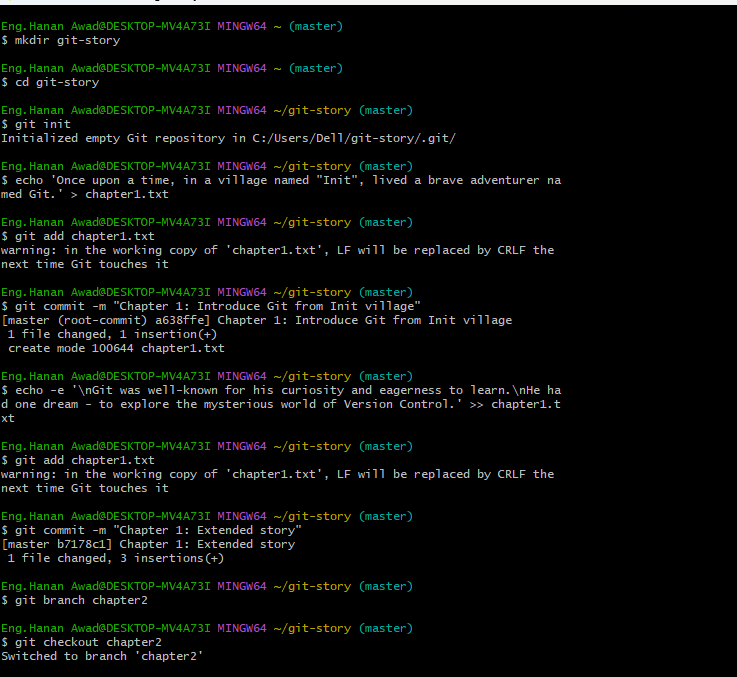 Eng.Hanan Awad@DESKTOP-MV4A73I MINGW64 ~ (master)
$ mkdir git-story
Eng.Hanan Awad@DESKTOP-MV4A73I MINGW64 ~ (master)
$ cd git-story
Eng.Hanan Awad@DESKTOP-MV4A73I MINGW64 ~/git-story (master)
$ git init
Initialized empty Git repository in C:/Users/Dell/git-story/.git/
Eng.Hanan Awad@DESKTOP-MV4A73I MINGW64 ~/git-story (master)
$ echo 'Once upon a time, in a village named "Init", lived a brave adventurer na
med Git.' > chapter1.txt
Eng.Hanan Awad@DESKTOP-MV4A73I MINGW64 ~/git-story (master)
$ git add chapter1.txt
warning: in the working copy of 'chapter1.txt', LF will be replaced by CRLF the
next time Git touches it
Eng.Hanan Awad@DESKTOP-MV4A73I MINGW64 ~/git-story (master)
$ git commit -m "Chapter 1: Introduce Git from Init village"
[master (root-commit) a638ffe] Chapter 1: Introduce Git from Init village
 1 file changed, 1 insertion(+)
 create mode 100644 chapter1.txt
Eng.Hanan Awad@DESKTOP-MV4A73I MINGW64 ~/git-story (master)
$ echo -e '\nGit was well-known for his curiosity and eagerness to learn.\nHe ha
d one dream - to explore the mysterious world of Version Control.' >> chapter1.t
xt
Eng.Hanan Awad@DESKTOP-MV4A73I MINGW64 ~/git-story (master)
$ git add chapter1.txt
warning: in the working copy of 'chapter1.txt', LF will be replaced by CRLF the
next time Git touches it
Eng.Hanan Awad@DESKTOP-MV4A73I MINGW64 ~/git-story (master)
$ git commit -m "Chapter 1: Extended story"
[master b7178c1] Chapter 1: Extended story
 1 file changed, 3 insertions(+)
Eng.Hanan Awad@DESKTOP-MV4A73I MINGW64 ~/git-story (master)
$ git branch chapter2
Eng.Hanan Awad@DESKTOP-MV4A73I MINGW64 ~/git-story (master)
$ git checkout chapter2
Switched to branch 'chapter2'